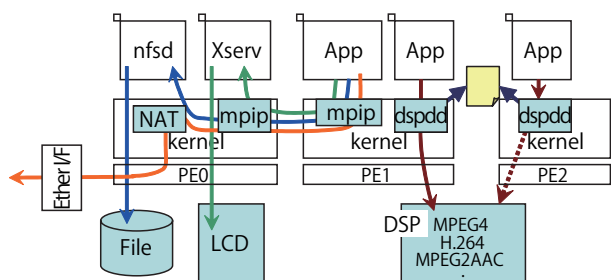 nfsd
Xserv
App
App
App
NAT
mpip
mpip
dspdd
dspdd
kernel
kernel
kernel
Ether I/F
PE0
PE1
PE2
File
LCD
DSP
MPEG4
H.264
MPEG2AAC